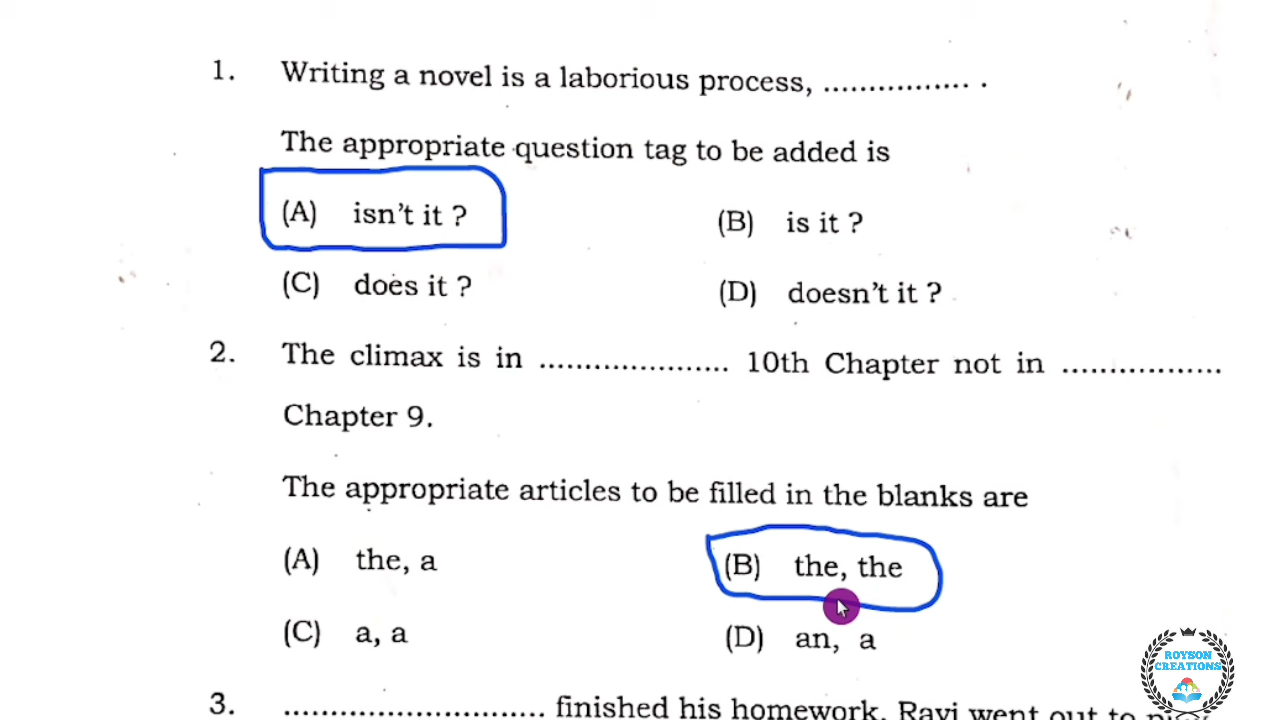 1. Writing a novel is a laborious process, ................ .
The appropriate question tag to be added is
(A) isn't it ? (B) is it ?
(C) does it ? (D) doesn't it ?
2. The climax is in ..................... 10th Chapter not in .................
Chapter 9.
The appropriate articles to be filled in the blanks are
(A) the, a (B) the, the
(C) a, a (D) an, a
3. .......................... finished his homework, Ravi went out to
ROYSON
CREATIONS